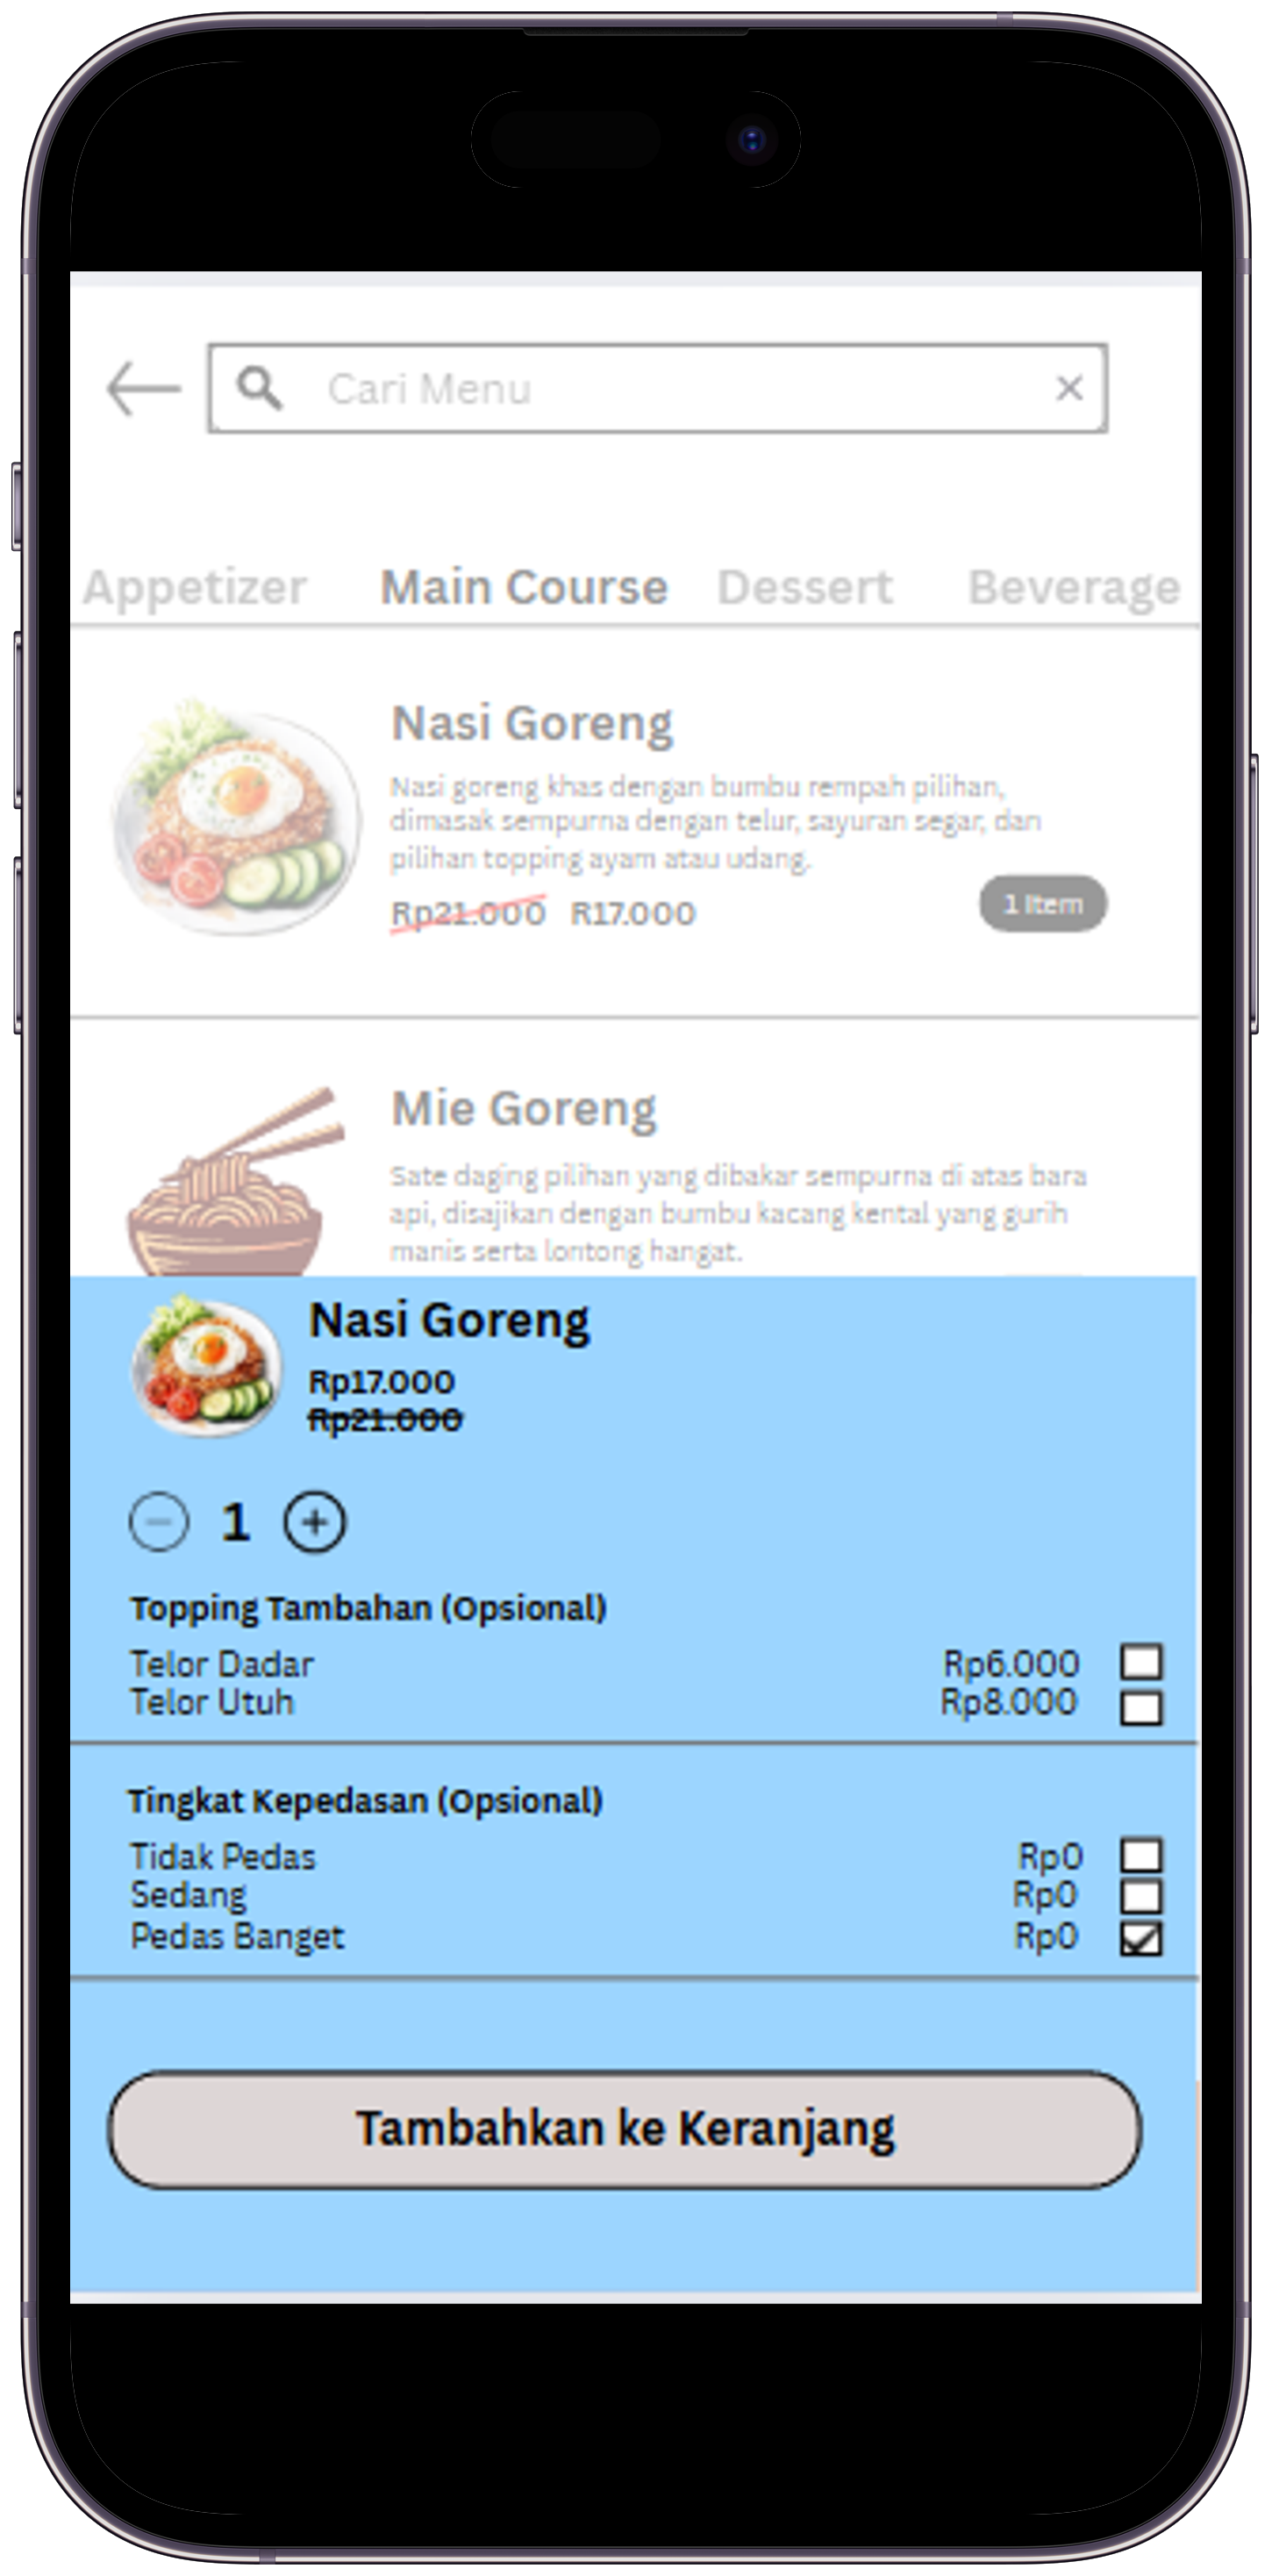 Cari Menu
Appetizer Main Course Dessert Beverage
Nasi Goreng
Nasi goreng khas dengan bumbu rempah pilihan,
dimasak sempurna dengan telur, sayuran segar, dan
pilihan topping ayam atau udang.
Rp21.000 R17.000
1 Item
Mie Goreng
Sate daging pilihan yang dibakar sempurna di atas bara
api, disajikan dengan bumbu kacang kental yang gurih
manis serta lontong hangat.
Nasi Goreng
Rp17.000
Rp21.000
1
Topping Tambahan (Opsional)
Telor Dadar Rp6.000
Telor Utuh Rp8.000
Tingkat Kepedasan (Opsional)
Tidak Pedas Rp0
Sedang Rp0
Pedas Banget Rp0
Tambahkan ke Keranjang